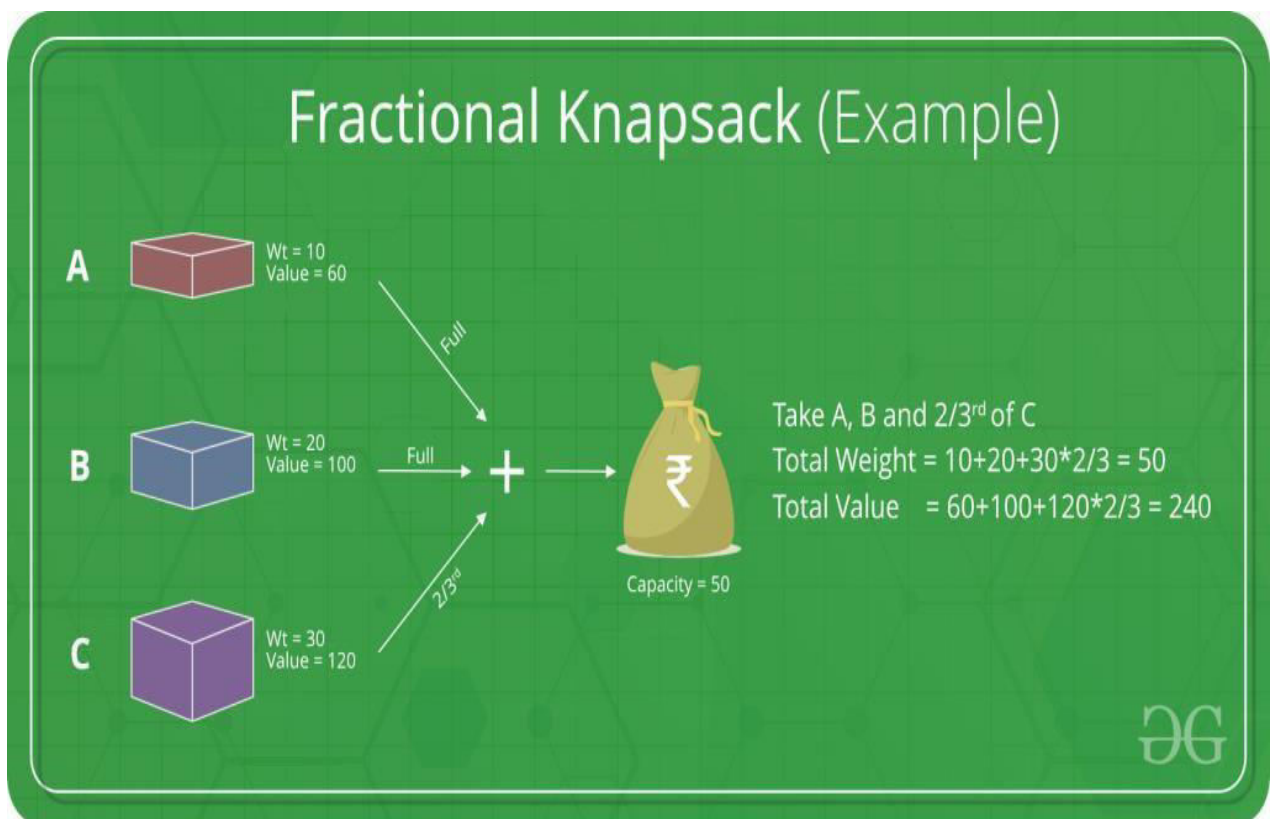 Fractional Knapsack (Example)
A
Wt = 10
Value = 60
Full
B
Wt = 20
Value = 100
Full
C
Wt = 30
Value = 120
2/3rd
₹
Capacity = 50
Take A, B and 2/3rd of C
Total Weight = 10+20+30*2/3 = 50
Total Value = 60+100+120*2/3 = 240